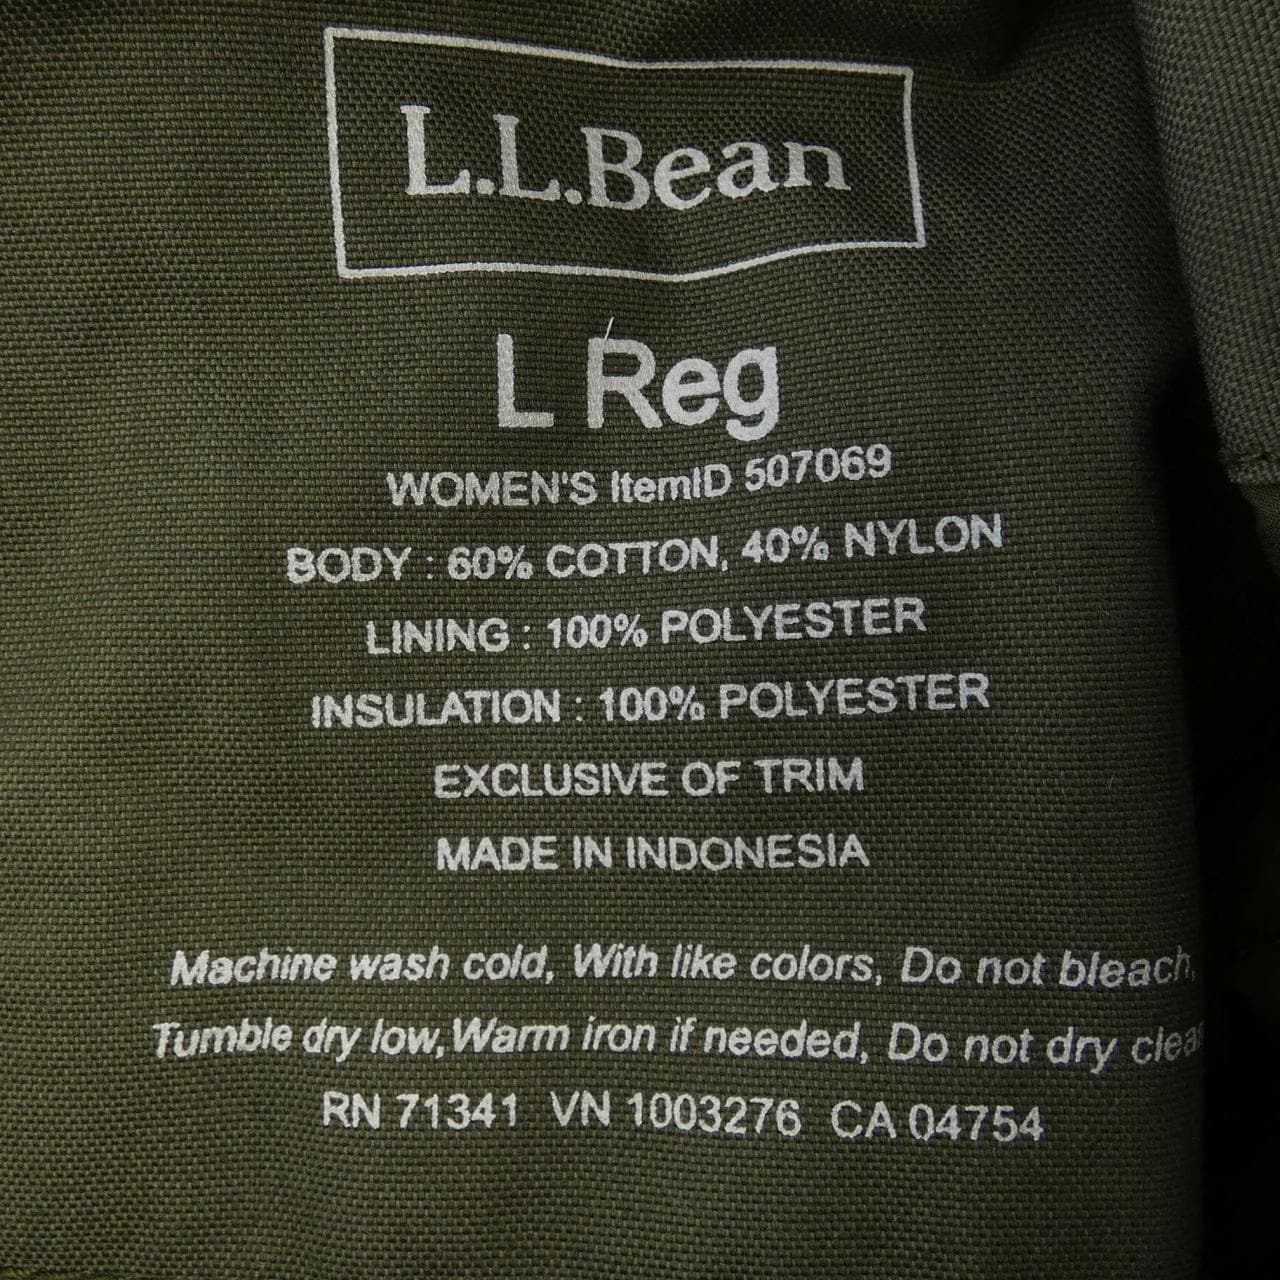 L.L.Bean
L Reg
WOMEN'S ItemID 507069
BODY : 60% COTTON, 40% NYLON
LINING : 100% POLYESTER
INSULATION : 100% POLYESTER
EXCLUSIVE OF TRIM
MADE IN INDONESIA
Machine wash cold, With like colors, Do not bleach,
Tumble dry low, Warm iron if needed, Do not dry clea
RN 71341 VN 1003276 CA 04754